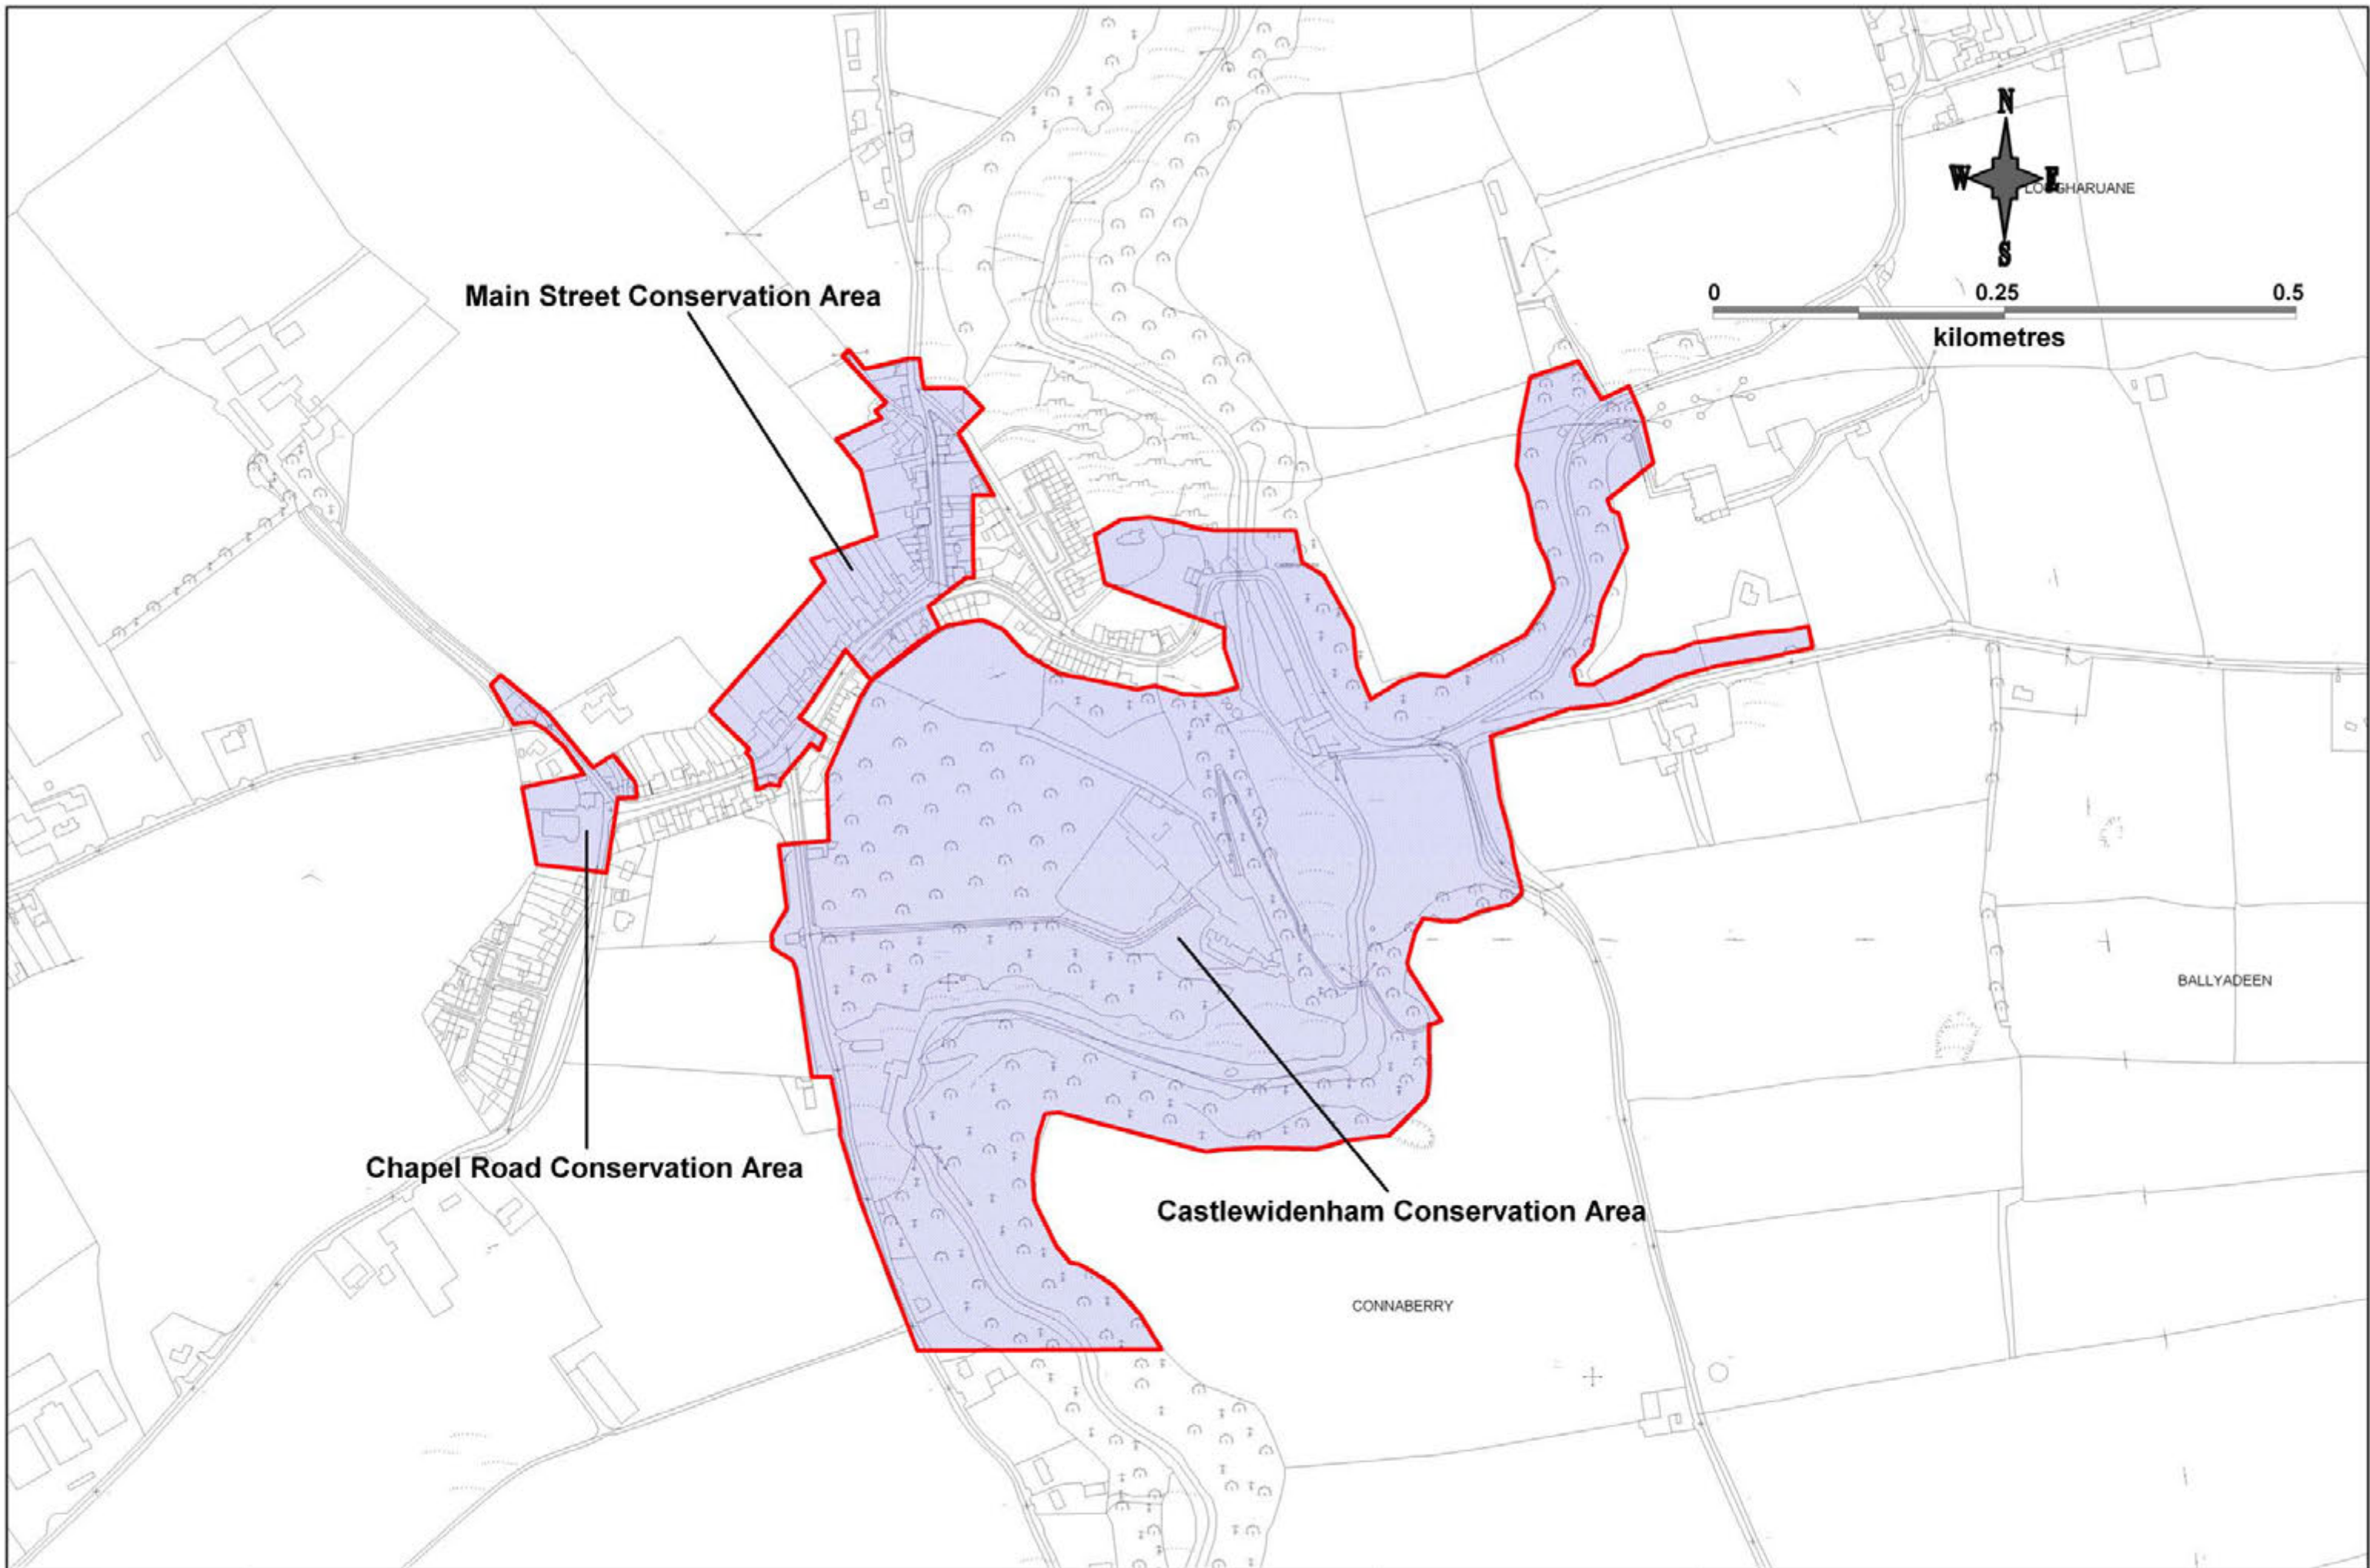 N
W
E
S
0 0.25 0.5
kilometres
Main Street Conservation Area
BALLYADEEN
Chapel Road Conservation Area
Castlewidenham Conservation Area
CONNABERRY